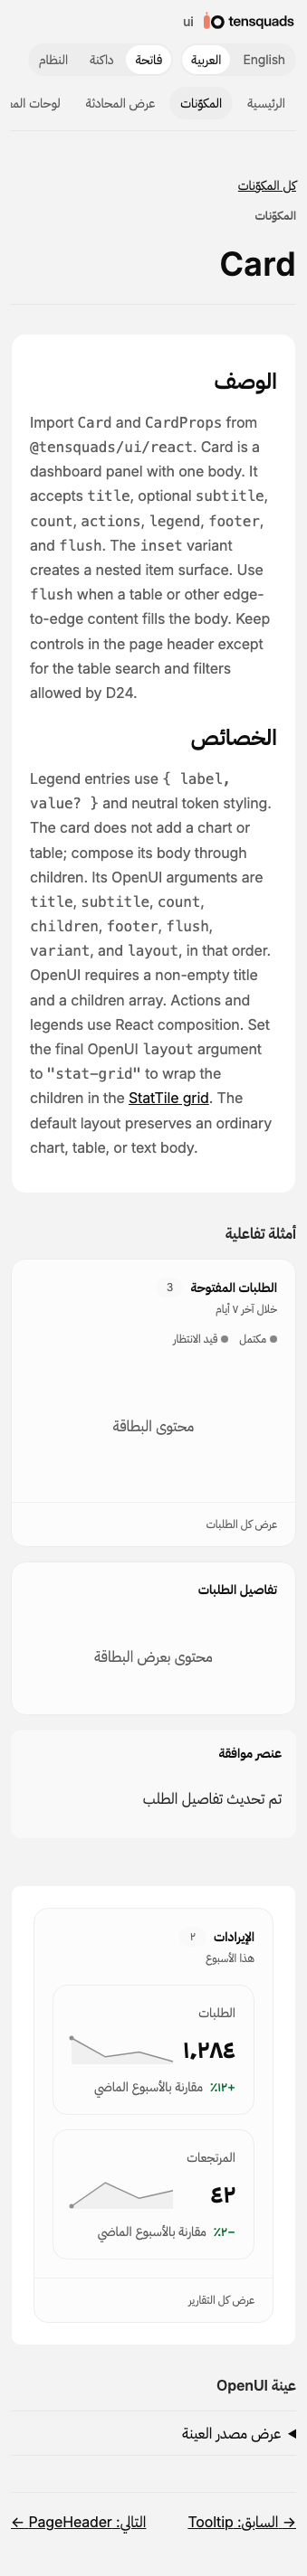 tensquads ui
English العربية فاتحة داكنة النظام
الرئيسية المكوّنات عرض المحادثة لوحات
كل المكوّنات
المكوّنات
Card
الوصف
Import Card and CardProps from
@tensquads/ui/react. Card is a
dashboard panel with one body. It
accepts title, optional subtitle,
count, actions, legend, footer,
and flush. The inset variant
creates a nested item surface. Use
flush when a table or other edge-
to-edge content fills the body. Keep
controls in the page header except
for the table search and filters
allowed by D24.
الخصائص
Legend entries use { label,
value? } and neutral token styling.
The card does not add a chart or
table; compose its body through
children. Its OpenUI arguments are
title, subtitle, count,
children, footer, flush,
variant, and layout, in that order.
OpenUI requires a non-empty title
and a children array. Actions and
legends use React composition. Set
the final OpenUI layout argument
to "stat-grid" to wrap the
children in the StatTile grid. The
default layout preserves an ordinary
chart, table, or text body.
أمثلة تفاعلية
الطلبات المفتوحة 3
خلال آخر ٧ أيام
مكتمل قيد الانتظار
محتوى البطاقة
عرض كل الطلبات
تفاصيل الطلبات
محتوى بعرض البطاقة
عنصر موافقة
تم تحديث تفاصيل الطلب
الإيرادات ٢
هذا الأسبوع
الطلبات
١٬٢٨٤
+١٢٪ مقارنة بالأسبوع الماضي
المرتجعات
٤٢
−٢٪ مقارنة بالأسبوع الماضي
عرض كل التقارير
عينة OpenUI
◀ عرض مصدر العينة
→ السابق: Tooltip
التالي: PageHeader ←